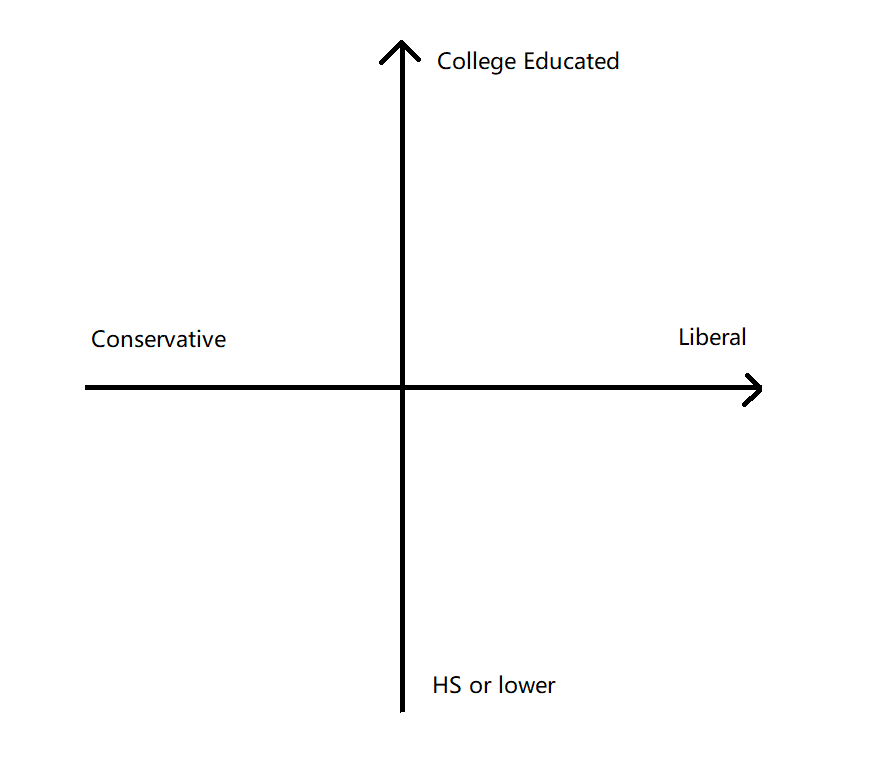 College Educated
Conservative
Liberal
HS or lower